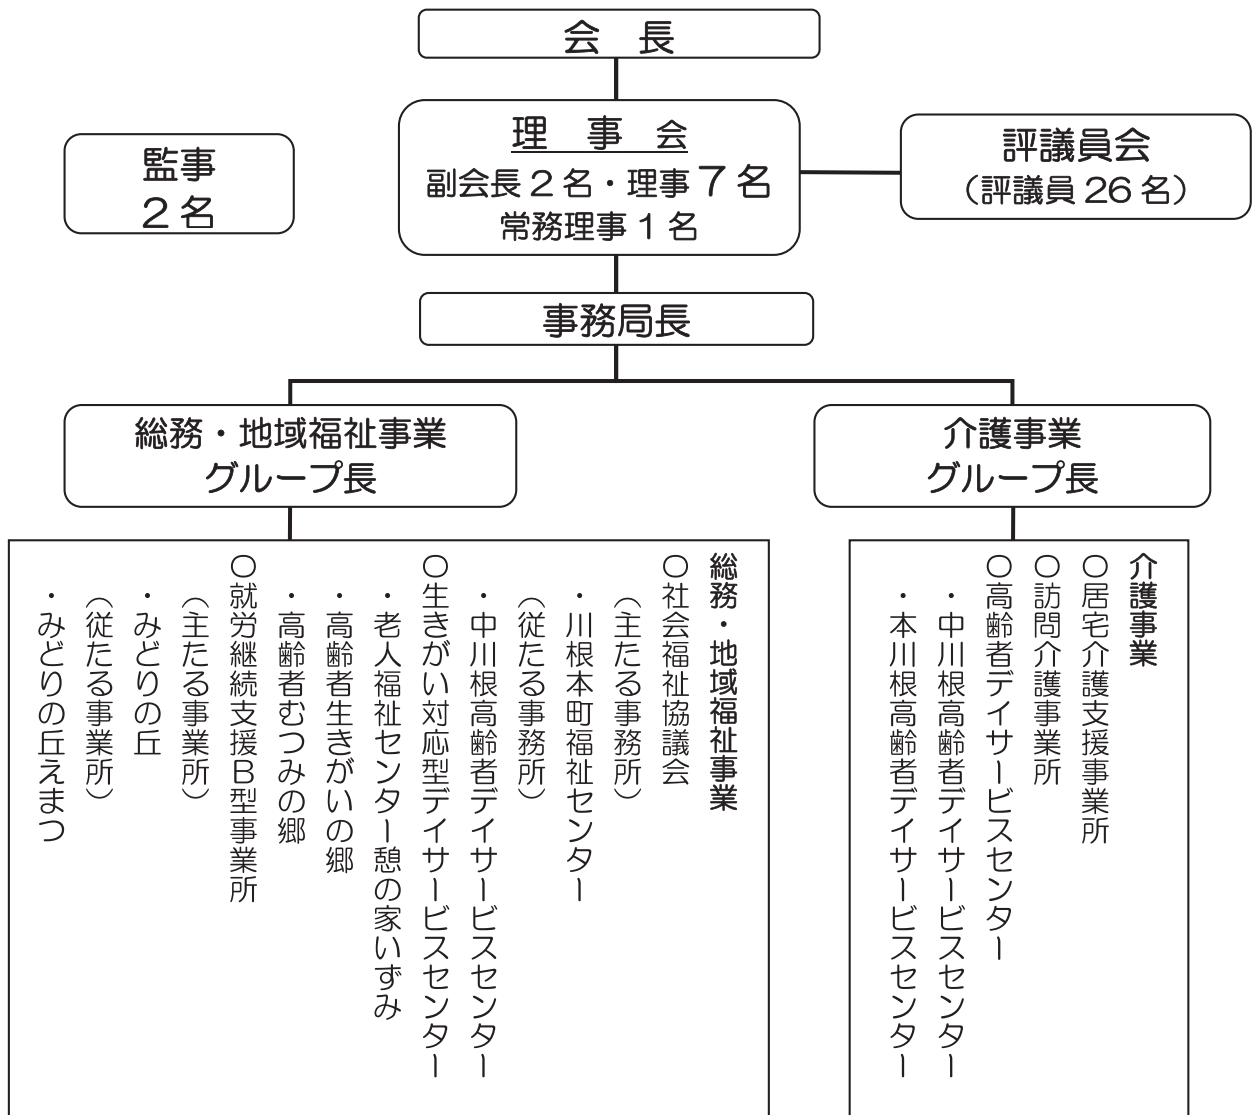 会　長
理　事　会
副会長２名・理事７名
常務理事１名
評議員会
（評議員 26 名）
監事
２名
事務局長
総務・地域福祉事業
グループ長
介護事業
グループ長
総務・地域福祉事業
○社会福祉協議会
（主たる事務所）
・川根本町福祉センター
（従たる事務所）
・中川根高齢者デイサービスセンター
○生きがい対応型デイサービスセンター
・老人福祉センター憩の家いずみ
・高齢者生きがいの郷
・高齢者むつみの郷
○就労継続支援Ｂ型事業所
（主たる事業所）
・みどりの丘
（従たる事業所）
・みどりの丘えまつ
介護事業
○居宅介護支援事業所
○訪問介護事業所
○高齢者デイサービスセンター
・中川根高齢者デイサービスセンター
・本川根高齢者デイサービスセンター